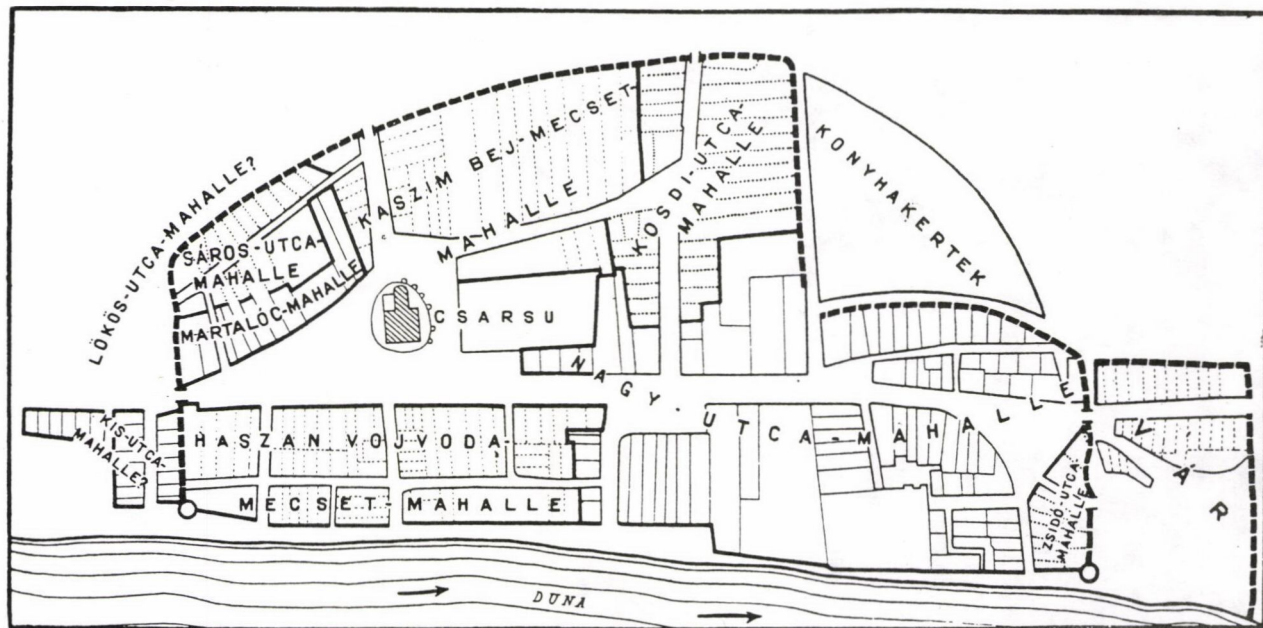 LÖKÖS-UTCA-MAHALLE?
SÁROS-UTCA-
MAHALLE
MARTALÓC-MAHALLE
KASZIM BEJ-MECSET-
MAHALLE
KOSDI-UTCA-
MAHALLE
KONYHAKERTEK
CSARSU
NAGY-UTCA-MAHALLE
VÁR
KIS-UTCA-
MAHALLE?
HASZAN VOJVODA-
MECSET-MAHALLE
ZSIDÓ-UTCA-
MAHALLE
DUNA